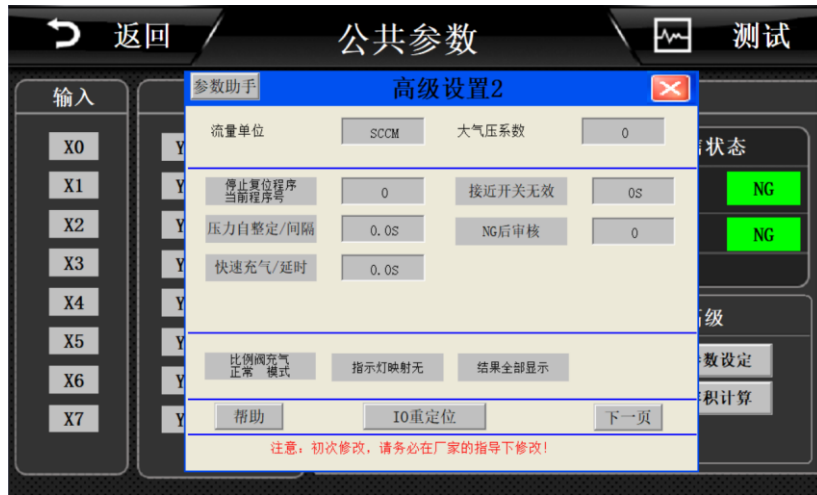 返回
公共参数
测试
输入
X0
X1
X2
X3
X4
X5
X6
X7
Y
Y
Y
Y
Y
Y
Y
Y
参数助手
高级设置2
流量单位
SCCM
大气压系数
0
停止复位程序
当前程序号
0
接近开关无效
0S
压力自整定/间隔
0.0S
NG后审核
0
快速充气/延时
0.0S
比例阀充气
正常 模式
指示灯映射无
结果全部显示
帮助
IO重定位
下一页
注意:初次修改,请务必在厂家的指导下修改!
状态
NG
NG
级
数设定
积计算